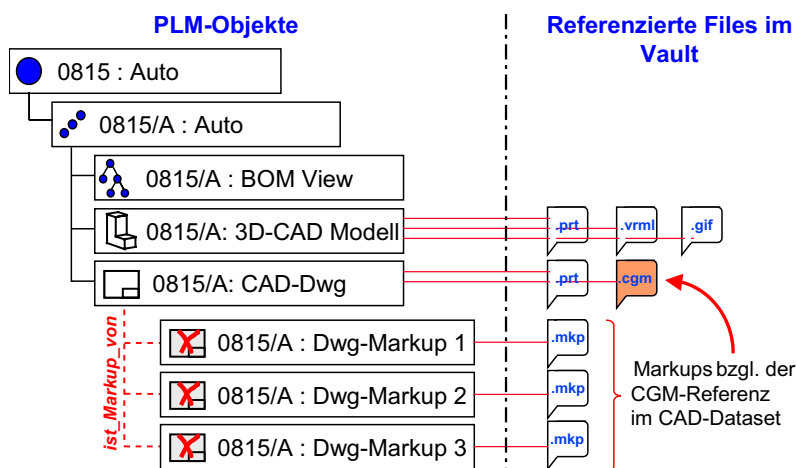 PLM-Objekte
Referenzierte Files im
Vault
0815 : Auto
0815/A : Auto
0815/A : BOM View
0815/A: 3D-CAD Modell
.prt
.vrml
.gif
0815/A: CAD-Dwg
.prt
.cgm
ist_Markup_von
0815/A : Dwg-Markup 1
.mkp
0815/A : Dwg-Markup 2
.mkp
0815/A : Dwg-Markup 3
.mkp
Markups bzgl. der
CGM-Referenz
im CAD-Dataset